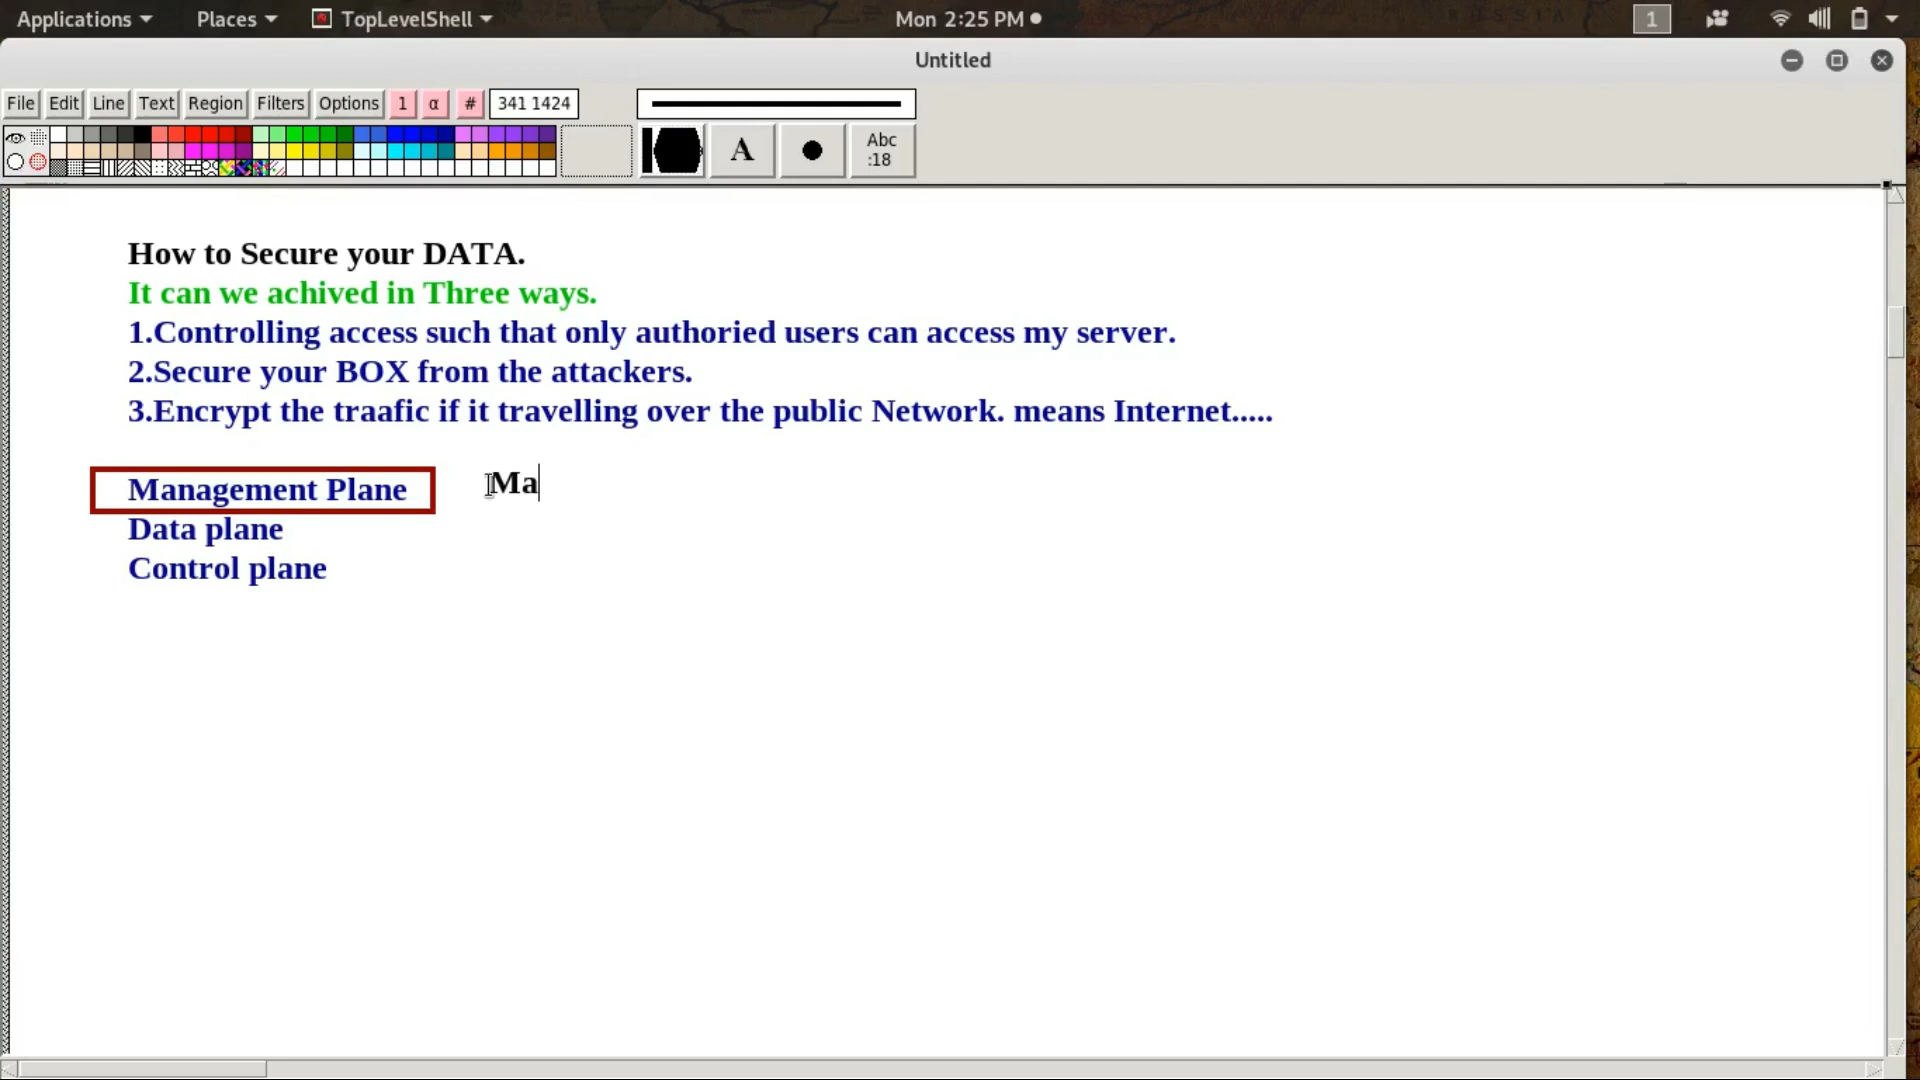 Applications Places TopLevelShell Mon 2:25 PM 1
Untitled
File Edit Line Text Region Filters Options 1 α # 341 1424
A Abc
:18
How to Secure your DATA.
It can we achived in Three ways.
1.Controlling access such that only authoried users can access my server.
2.Secure your BOX from the attackers.
3.Encrypt the traafic if it travelling over the public Network. means Internet.....
Management Plane Ma
Data plane
Control plane